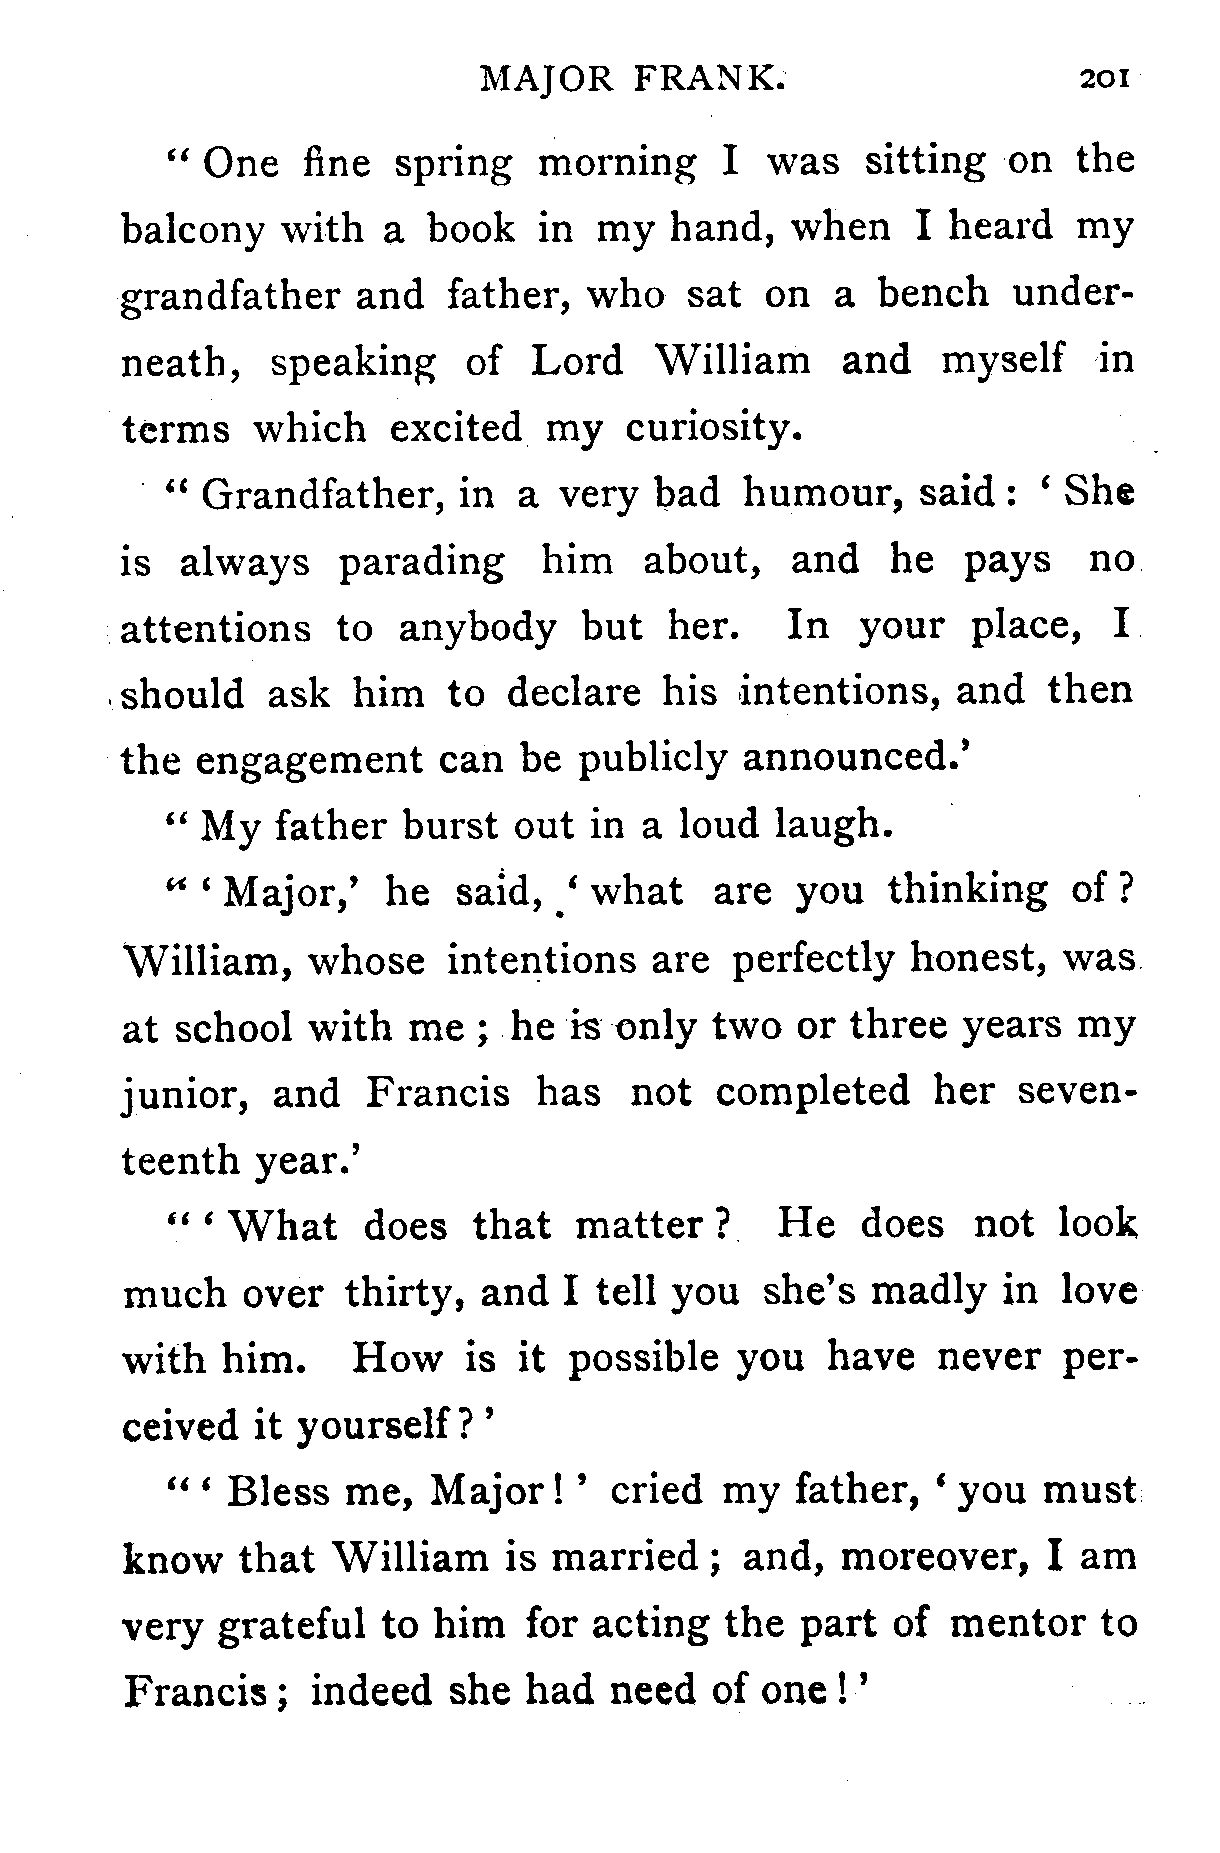 MAJOR FRANK. 201
“ One fine spring morning I was sitting on the
balcony with a book in my hand, when I heard my
grandfather and father, who sat on a bench under-
neath, speaking of Lord William and myself in
terms which excited my curiosity.
“ Grandfather, in a very bad humour, said : ‘ She
is always parading him about, and he pays no
attentions to anybody but her. In your place, I
should ask him to declare his intentions, and then
the engagement can be publicly announced.’
“ My father burst out in a loud laugh.
“ ‘ Major,’ he said, ‘ what are you thinking of ?
William, whose intentions are perfectly honest, was
at school with me ; he is only two or three years my
junior, and Francis has not completed her seven-
teenth year.’
“ ‘ What does that matter ? He does not look
much over thirty, and I tell you she’s madly in love
with him. How is it possible you have never per-
ceived it yourself ? ’
“ ‘ Bless me, Major ! ’ cried my father, ‘ you must
know that William is married ; and, moreover, I am
very grateful to him for acting the part of mentor to
Francis ; indeed she had need of one ! ’